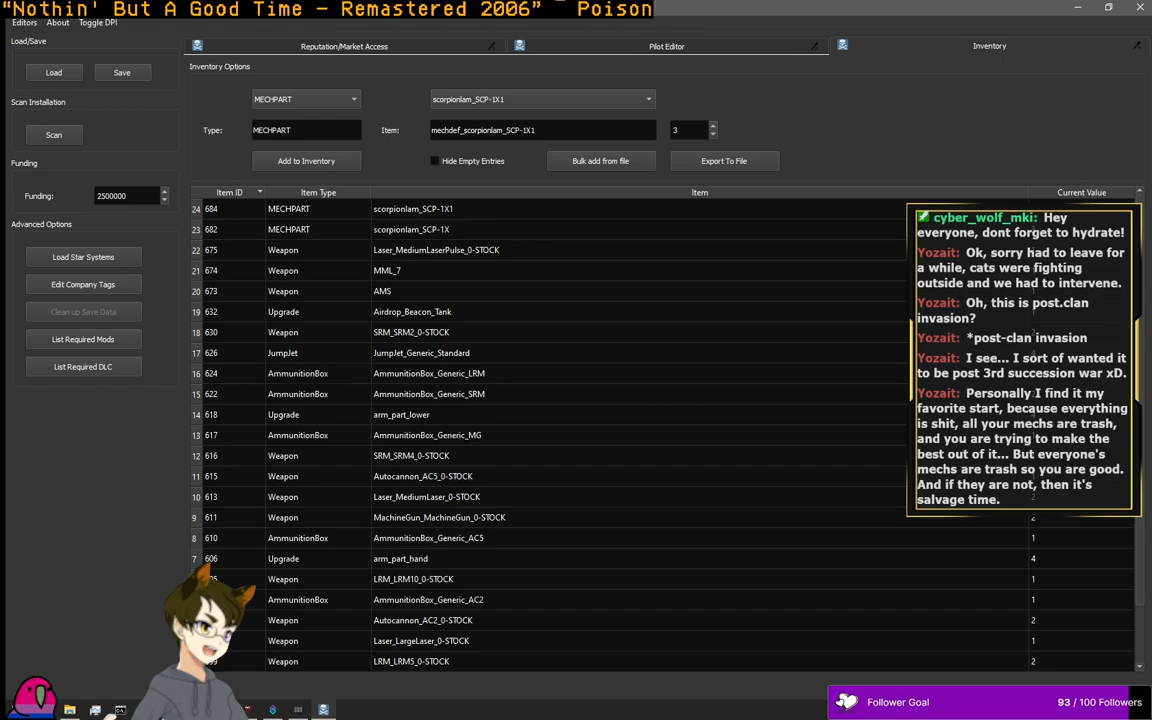 "Nothin' But A Good Time - Remastered 2006" ~ Poison
Editors About Toggle DPI
Load/Save
Load Save
Scan Installation
Scan
Funding
Funding: 2500000
Advanced Options
Load Star Systems
Edit Company Tags
Clean up Save Data
List Required Mods
List Required DLC
Reputation/Market Access Pilot Editor Inventory
Inventory Options
MECHPART scorpionlam_SCP-1X1
Type: MECHPART Item: mechdef_scorpionlam_SCP-1X1 3
Add to Inventory Hide Empty Entries Bulk add from file Export To File
Item ID Item Type Item Current Value
24 684 MECHPART scorpionlam_SCP-1X1
23 682 MECHPART scorpionlam_SCP-1X
22 675 Weapon Laser_MediumLaserPulse_0-STOCK
21 674 Weapon MML_7
20 673 Weapon AMS
19 632 Upgrade Airdrop_Beacon_Tank
18 630 Weapon SRM_SRM2_0-STOCK
17 626 JumpJet JumpJet_Generic_Standard
16 624 AmmunitionBox AmmunitionBox_Generic_LRM
15 622 AmmunitionBox AmmunitionBox_Generic_SRM
14 618 Upgrade arm_part_lower
13 617 AmmunitionBox AmmunitionBox_Generic_MG
12 616 Weapon SRM_SRM4_0-STOCK
11 615 Weapon Autocannon_AC5_0-STOCK
10 613 Weapon Laser_MediumLaser_0-STOCK 2
9 611 Weapon MachineGun_MachineGun_0-STOCK 2
8 610 AmmunitionBox AmmunitionBox_Generic_AC5 1
7 606 Upgrade arm_part_hand 4
Weapon LRM_LRM10_0-STOCK 1
AmmunitionBox AmmunitionBox_Generic_AC2 1
Weapon Autocannon_AC2_0-STOCK 2
Weapon Laser_LargeLaser_0-STOCK 1
Weapon LRM_LRM5_0-STOCK 2
cyber_wolf_mki: Hey
everyone, dont forget to hydrate!
Yozait: Ok, sorry had to leave for
a while, cats were fighting
outside and we had to intervene.
Yozait: Oh, this is post.clan
invasion?
Yozait: *post-clan invasion
Yozait: I see... I sort of wanted it
to be post 3rd succession war xD.
Yozait: Personally I find it my
favorite start, because everything
is shit, all your mechs are trash,
and you are trying to make the
best out of it... But everyone's
mechs are trash so you are good.
And if they are not, then it's
salvage time.
Follower Goal 93 / 100 Followers